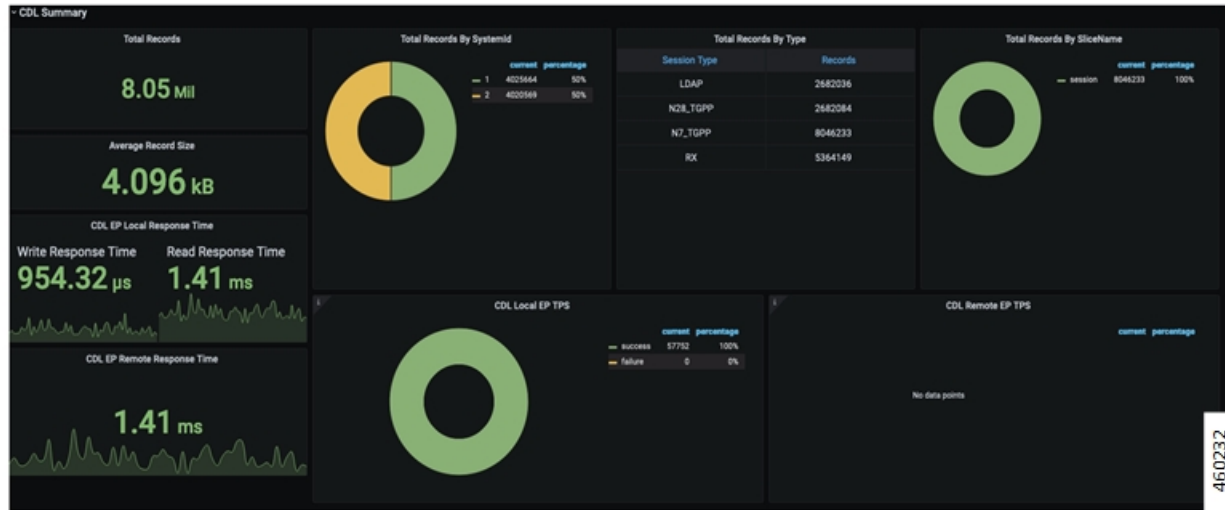 CDL Summary
Total Records
8.05 Mil
Average Record Size
4.096 kB
CDL EP Local Response Time
Write Response Time
954.32 µs
Read Response Time
1.41 ms
CDL EP Remote Response Time
1.41 ms
Total Records By SystemId
current percentage
1 4025664 50%
2 4020569 50%
Total Records By Type
Session Type Records
LDAP 2682036
N28_TGPP 2682084
N7_TGPP 8046233
RX 5364149
Total Records By SliceName
current percentage
session 8046233 100%
i
CDL Local EP TPS
current percentage
success 57752 100%
failure 0 0%
i
CDL Remote EP TPS
current percentage
No data points
460232